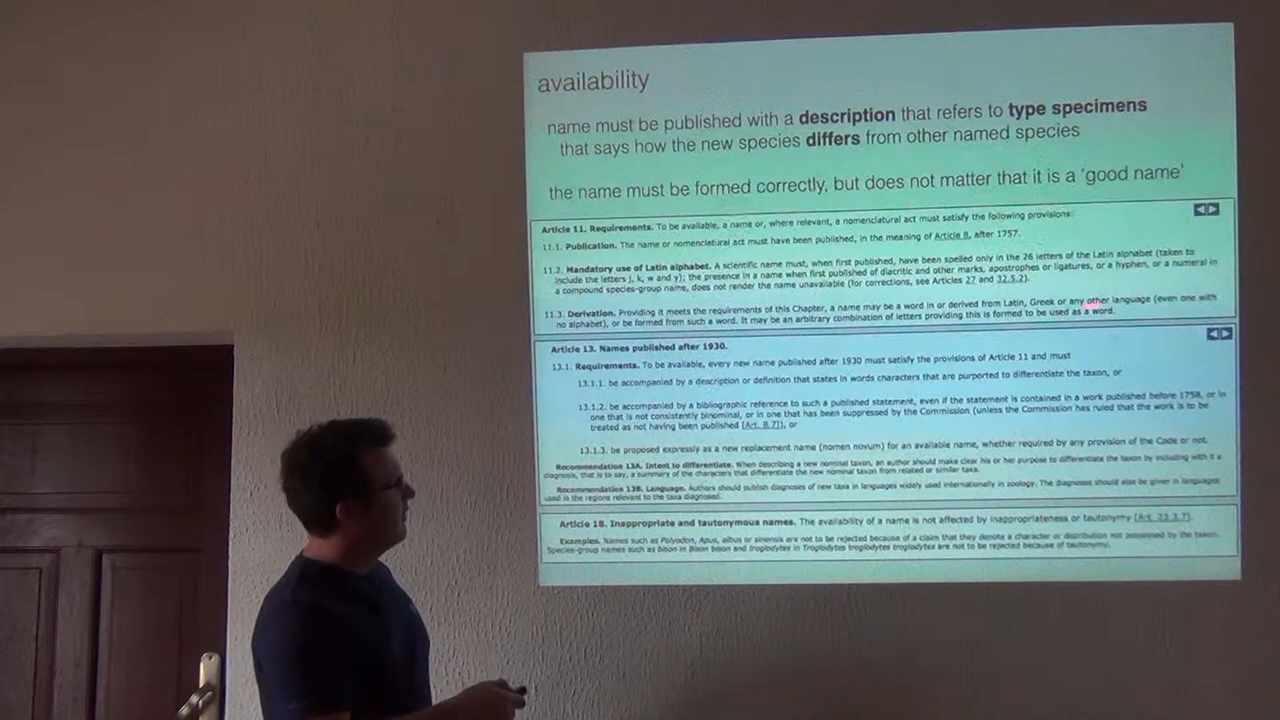 availability
name must be published with a description that refers to type specimens
that says how the new species differs from other named species
the name must be formed correctly, but does not matter that it is a 'good name'
Article 11. Requirements. To be available, a name or, where relevant, a nomenclatural act must satisfy the following provisions:
11.1. Publication. The name or nomenclatural act must have been published, in the meaning of Article 8, after 1757.
11.2. Mandatory use of Latin alphabet. A scientific name must, when first published, have been spelled only in the 26 letters of the Latin alphabet (taken to
include the letters j, k, w and y); the presence in a name when first published of diacritic and other marks, apostrophes or ligatures, or a hyphen, or a numeral in
a compound species-group name, does not render the name unavailable (for corrections, see Articles 27 and 32.5.2).
11.3. Derivation. Providing it meets the requirements of this Chapter, a name may be a word in or derived from Latin, Greek or any other language (even one with
no alphabet), or be formed from such a word. It may be an arbitrary combination of letters providing this is formed to be used as a word.
Article 13. Names published after 1930.
13.1. Requirements. To be available, every new name published after 1930 must satisfy the provisions of Article 11 and must
13.1.1. be accompanied by a description or definition that states in words characters that are purported to differentiate the taxon, or
13.1.2. be accompanied by a bibliographic reference to such a published statement, even if the statement is contained in a work published before 1758, or in
one that is not consistently binominal, or in one that has been suppressed by the Commission (unless the Commission has ruled that the work is to be
treated as not having been published [Art. 8.7]), or
13.1.3. be proposed expressly as a new replacement name (nomen novum) for an available name, whether required by any provision of the Code or not.
Recommendation 13A. Intent to differentiate. When describing a new nominal taxon, an author should make clear his or her purpose to differentiate the taxon by including with it a
diagnosis, that is to say, a summary of the characters that differentiate the new nominal taxon from related or similar taxa.
Recommendation 13B. Language. Authors should publish diagnoses of new taxa in languages widely used internationally in zoology. The diagnoses should also be given in languages
used in the regions relevant to the taxa diagnosed.
Article 18. Inappropriate and tautonymous names. The availability of a name is not affected by inappropriateness or tautonymy [Art. 23.3.7].
Examples. Names such as Polyodon, Apus, albus or sinensis are not to be rejected because of a claim that they denote a character or distribution not possessed by the taxon.
Species-group names such as bison in Bison bison and troglodytes in Troglodytes troglodytes troglodytes are not to be rejected because of tautonymy.